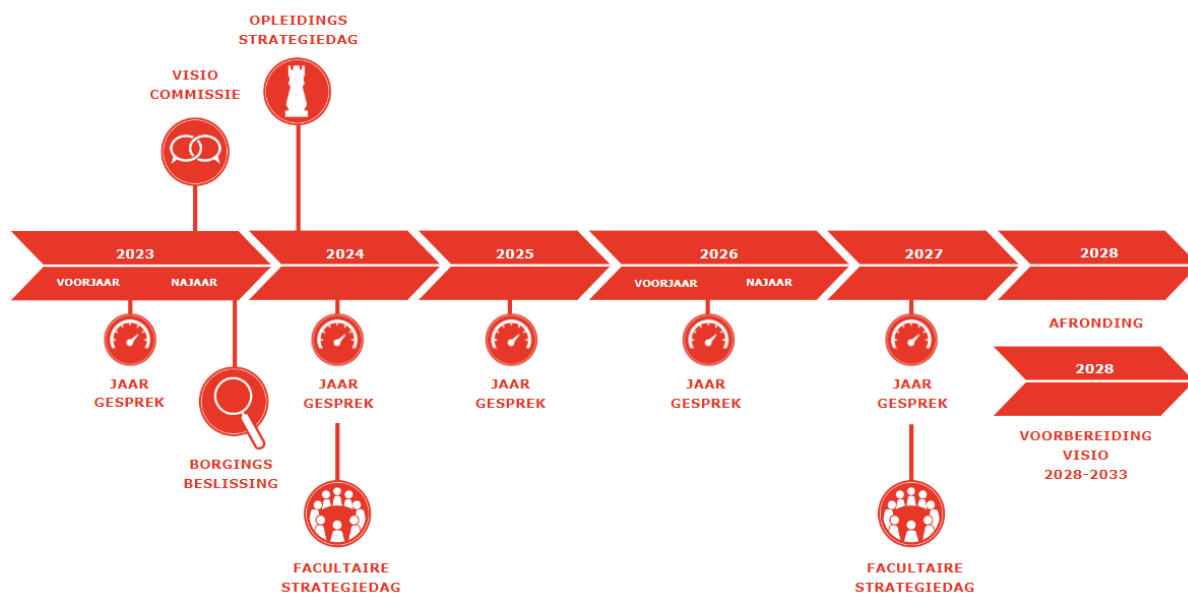 OPLEIDINGS
STRATEGIEDAG
VISIO
COMMISSIE
2023
2024
2025
2026
2027
2028
VOORJAAR
NAJAAR
VOORJAAR
NAJAAR
AFRONDING
JAAR
GESPREK
JAAR
GESPREK
JAAR
GESPREK
JAAR
GESPREK
JAAR
GESPREK
2028
VOORBEREIDING
VISIO
2028-2033
BORGINGS
BESLISSING
FACULTAIRE
STRATEGIEDAG
FACULTAIRE
STRATEGIEDAG